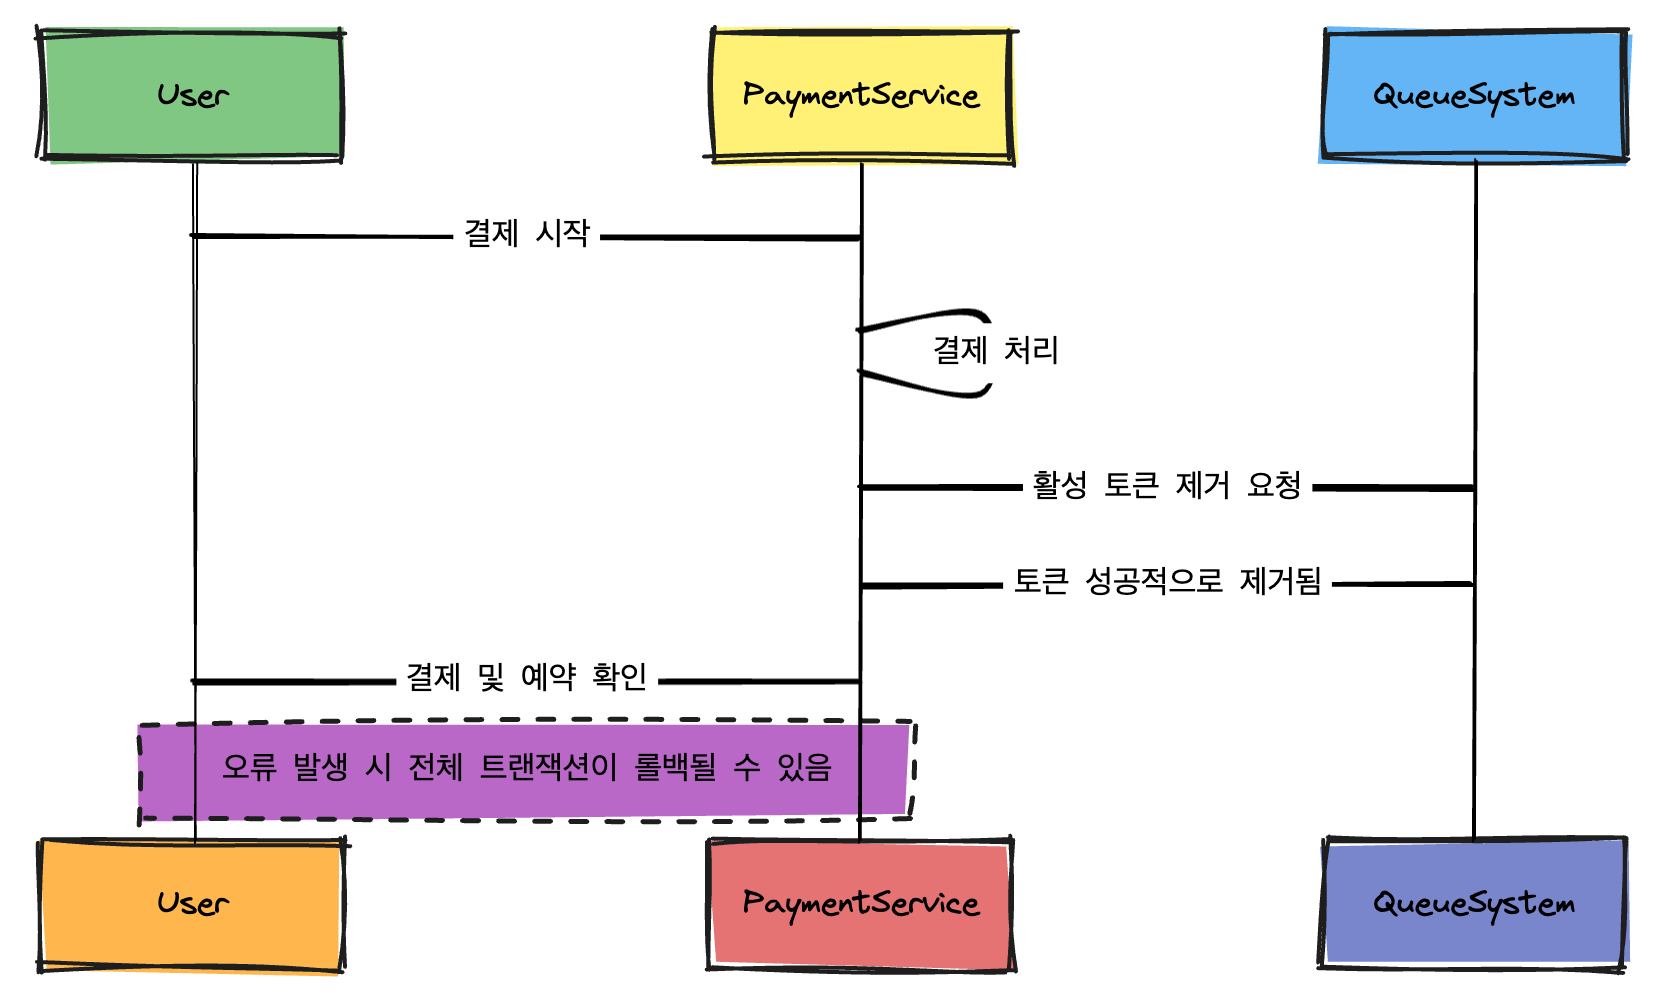 User
PaymentService
QueueSystem
결제 시작
결제 처리
활성 토큰 제거 요청
토큰 성공적으로 제거됨
결제 및 예약 확인
오류 발생 시 전체 트랜잭션이 롤백될 수 있음
User
PaymentService
QueueSystem